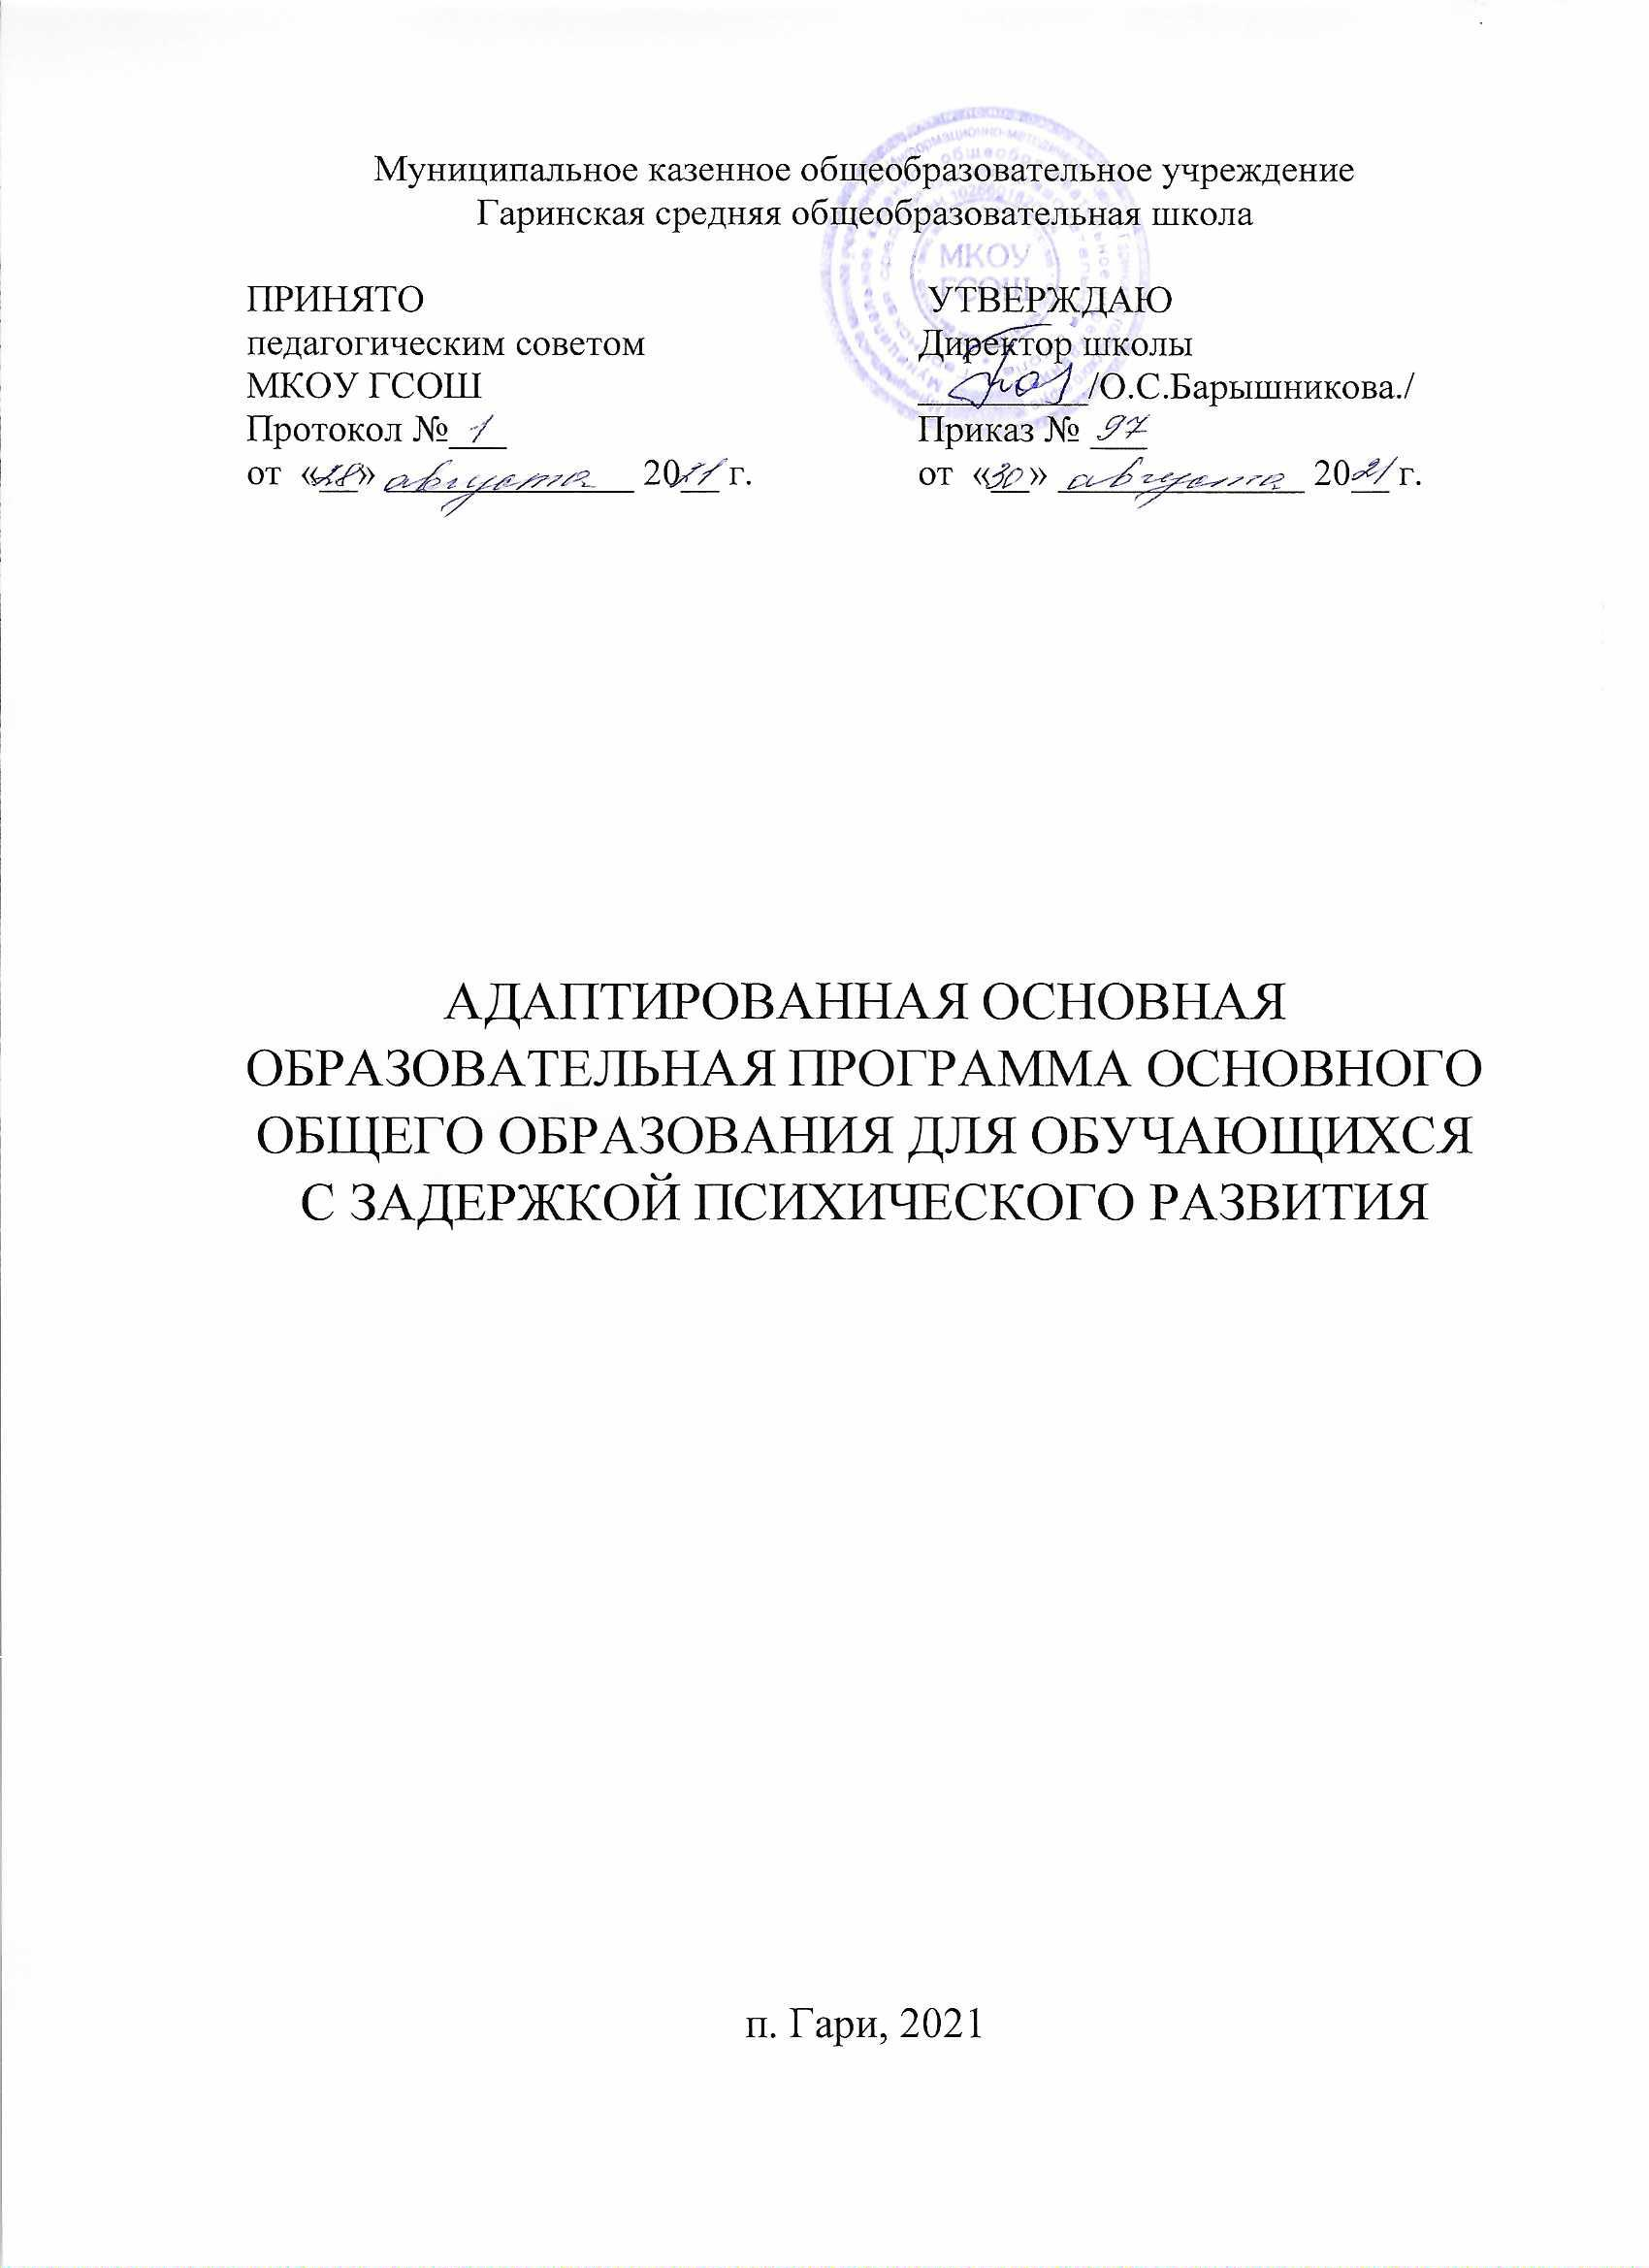 Муниципальное казенное общеобразовательное учреждение
Гаринская средняя общеобразовательная школа
МКОУ
ГСОШ
ПРИНЯТО
педагогическим советом
МКОУ ГСОШ
Протокол № 1
от «28» августа 2021 г.
УТВЕРЖДАЮ
Директор школы
/О.С.Барышникова./
Приказ № 97
от «30» августа 2021 г.
АДАПТИРОВАННАЯ ОСНОВНАЯ
ОБРАЗОВАТЕЛЬНАЯ ПРОГРАММА ОСНОВНОГО
ОБЩЕГО ОБРАЗОВАНИЯ ДЛЯ ОБУЧАЮЩИХСЯ
С ЗАДЕРЖКОЙ ПСИХИЧЕСКОГО РАЗВИТИЯ
п. Гари, 2021